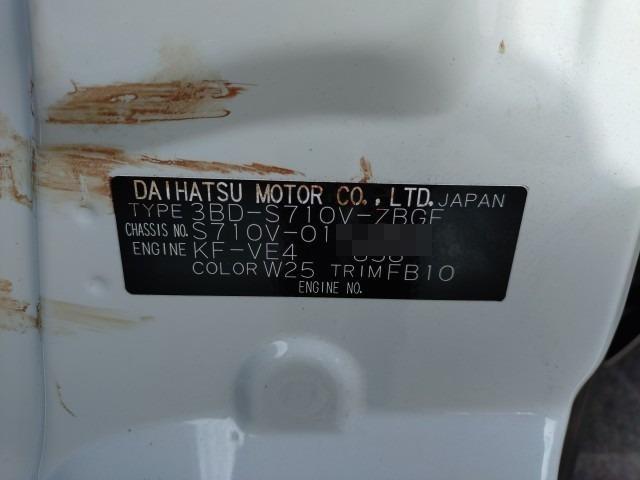 DAIHATSU MOTOR CO.,LTD. JAPAN
TYPE 3BD-S710V-ZBGF
CHASSIS NO. S710V-01
ENGINE KF-VE4 658
COLOR W25 TRIM FB10
ENGINE NO.